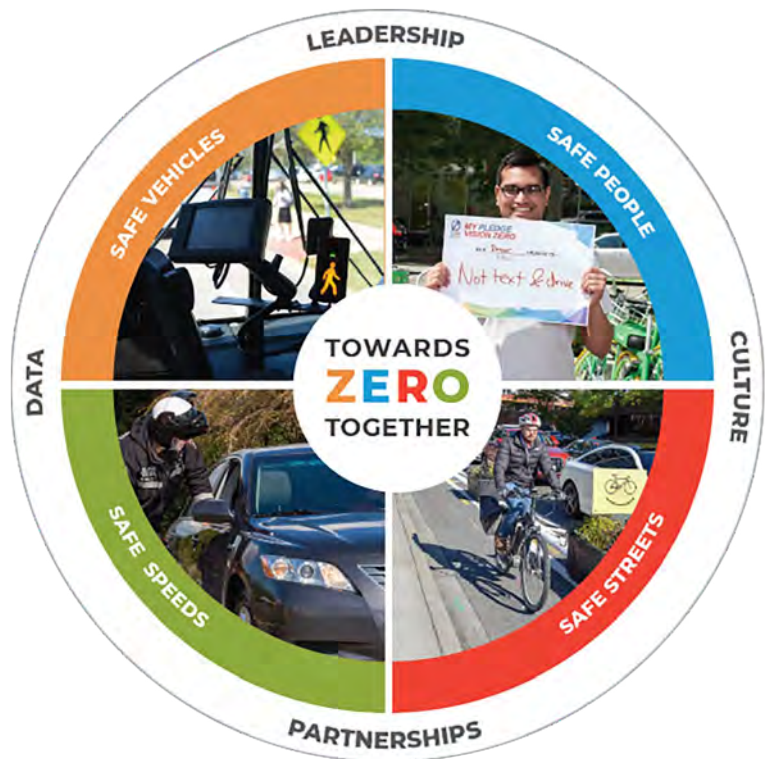 LEADERSHIP
SAFE VEHICLES
SAFE PEOPLE
MY PLEDGE
VISION ZERO
Not text & drive
TOWARDS
ZERO
TOGETHER
DATA
CULTURE
SAFE SPEEDS
SAFE STREETS
PARTNERSHIPS